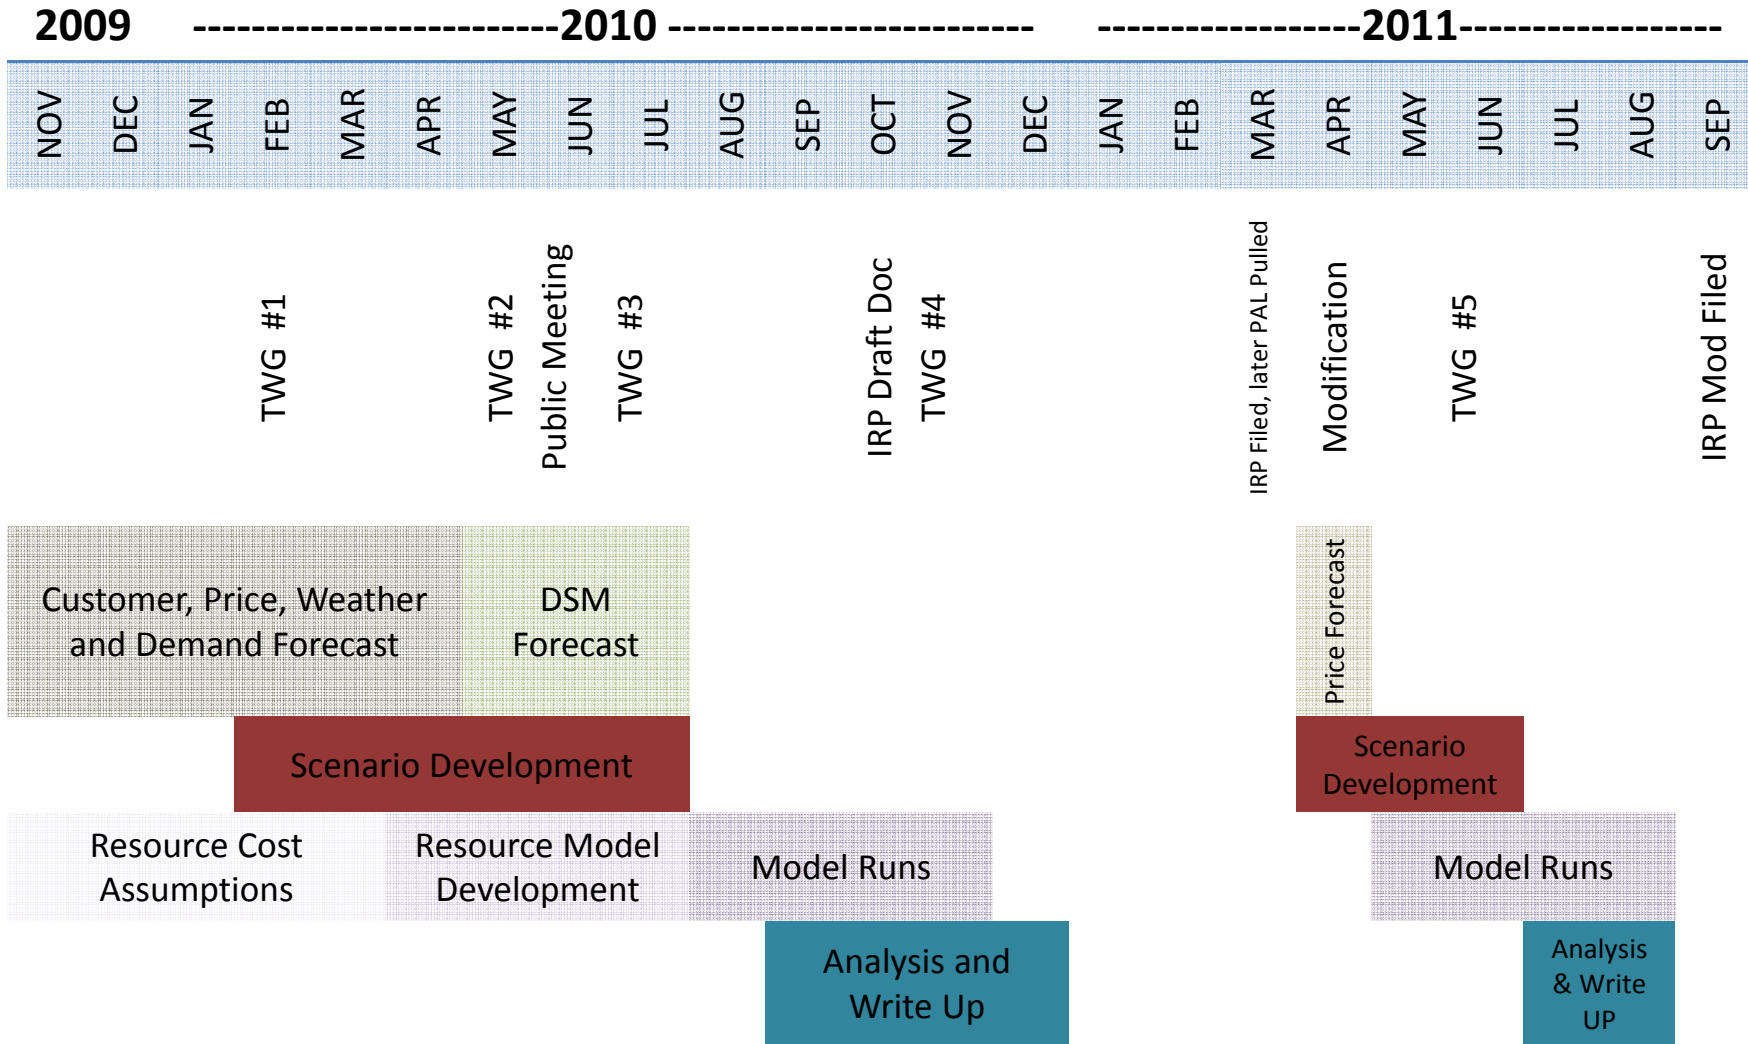 2009 -------------------------2010 ------------------------- ------------------2011------------------
NOV DEC JAN FEB MAR APR MAY JUN JUL AUG SEP OCT NOV DEC JAN FEB MAR APR MAY JUN JUL AUG SEP
TWG #1
TWG #2
Public Meeting
TWG #3
IRP Draft Doc
TWG #4
IRP Filed, later PAL Pulled
Modification
TWG #5
IRP Mod Filed
Customer, Price, Weather
and Demand Forecast
DSM
Forecast
Price Forecast
Scenario Development
Scenario
Development
Resource Cost
Assumptions
Resource Model
Development
Model Runs
Model Runs
Analysis and
Write Up
Analysis
& Write
UP